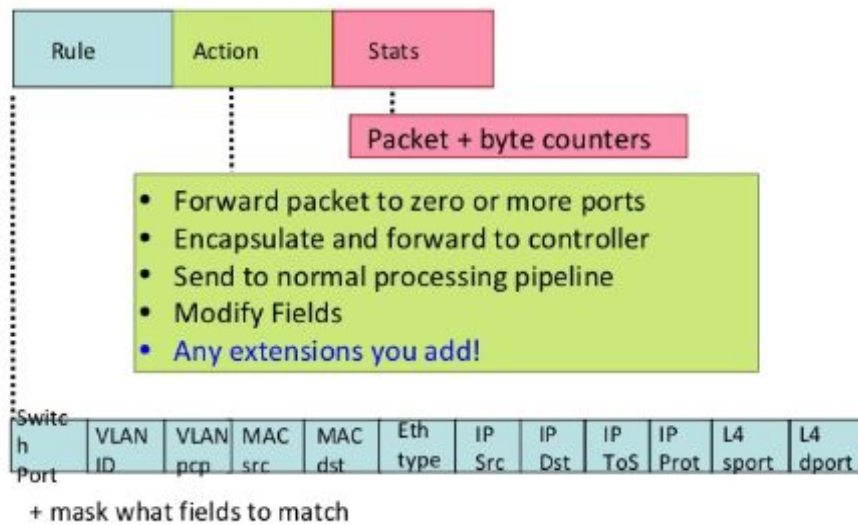 Rule Action Stats
Packet + byte counters
• Forward packet to zero or more ports
• Encapsulate and forward to controller
• Send to normal processing pipeline
• Modify Fields
• Any extensions you add!
Switc
h
Port
VLAN
ID
VLAN
pcp
MAC
src
MAC
dst
Eth
type
IP
Src
IP
Dst
IP
ToS
IP
Prot
L4
sport
L4
dport
+ mask what fields to match